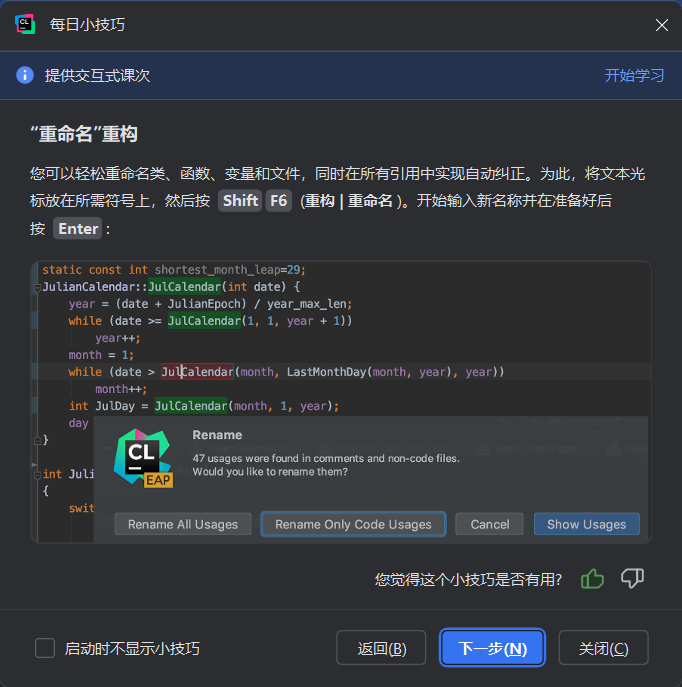 CL
每日小技巧
提供交互式课次
开始学习
“重命名”重构
您可以轻松重命名类、函数、变量和文件，同时在所有引用中实现自动纠正。为此，将文本光
标放在所需符号上，然后按 Shift F6 (重构 | 重命名 )。开始输入新名称并在准备好后
按 Enter :
static const int shortest_month_leap=29;
JulianCalendar::JulCalendar(int date) {
year = (date + JulianEpoch) / year_max_len;
while (date >= JulCalendar(1, 1, year + 1))
year++;
month = 1;
while (date > JulCalendar(month, LastMonthDay(month, year), year))
month++;
int JulDay = JulCalendar(month, 1, year);
day
}
int Juli
{
swit
CL
EAP
Rename
47 usages were found in comments and non-code files.
Would you like to rename them?
Rename All Usages
Rename Only Code Usages
Cancel
Show Usages
您觉得这个小技巧是否有用?
启动时不显示小技巧
返回(B)
下一步(N)
关闭(C)